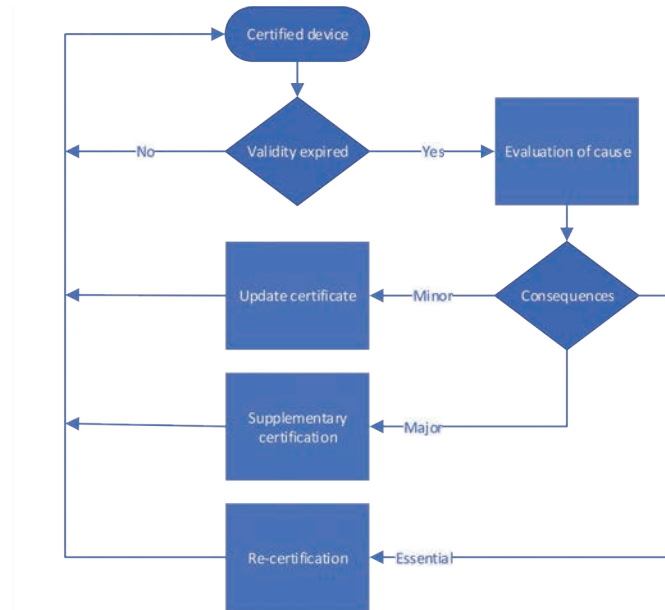 Certified device
Validity expired
No
Yes
Evaluation of cause
Update certificate
Minor
Consequences
Supplementary
certification
Major
Re-certification
Essential